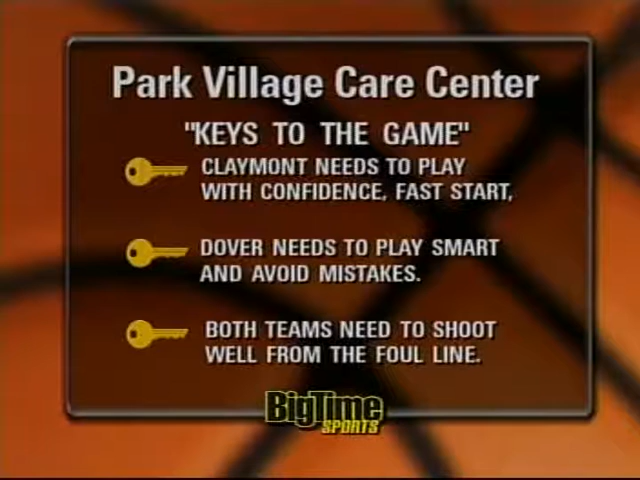 Park Village Care Center
"KEYS TO THE GAME"
CLAYMONT NEEDS TO PLAY
WITH CONFIDENCE, FAST START,
DOVER NEEDS TO PLAY SMART
AND AVOID MISTAKES.
BOTH TEAMS NEED TO SHOOT
WELL FROM THE FOUL LINE.
BigTime
SPORTS